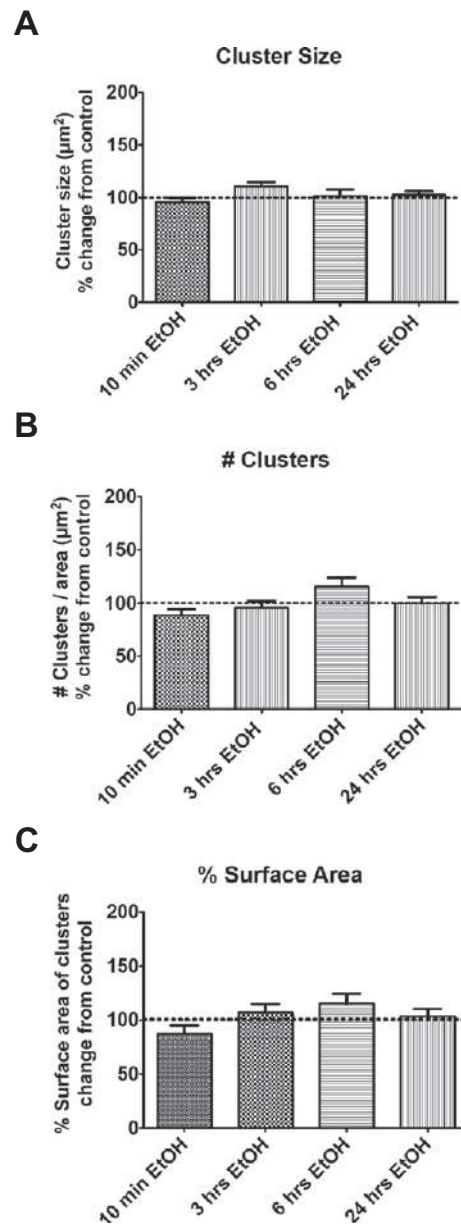 A
Cluster Size
Cluster size (µm²)
% change from control
200
150
100
50
0
10 min EtOH
3 hrs EtOH
6 hrs EtOH
24 hrs EtOH
B
# Clusters
# Clusters / area (µm²)
% change from control
200
150
100
50
0
10 min EtOH
3 hrs EtOH
6 hrs EtOH
24 hrs EtOH
C
% Surface Area
% Surface area of clusters
change from control
200
150
100
50
0
10 min EtOH
3 hrs EtOH
6 hrs EtOH
24 hrs EtOH